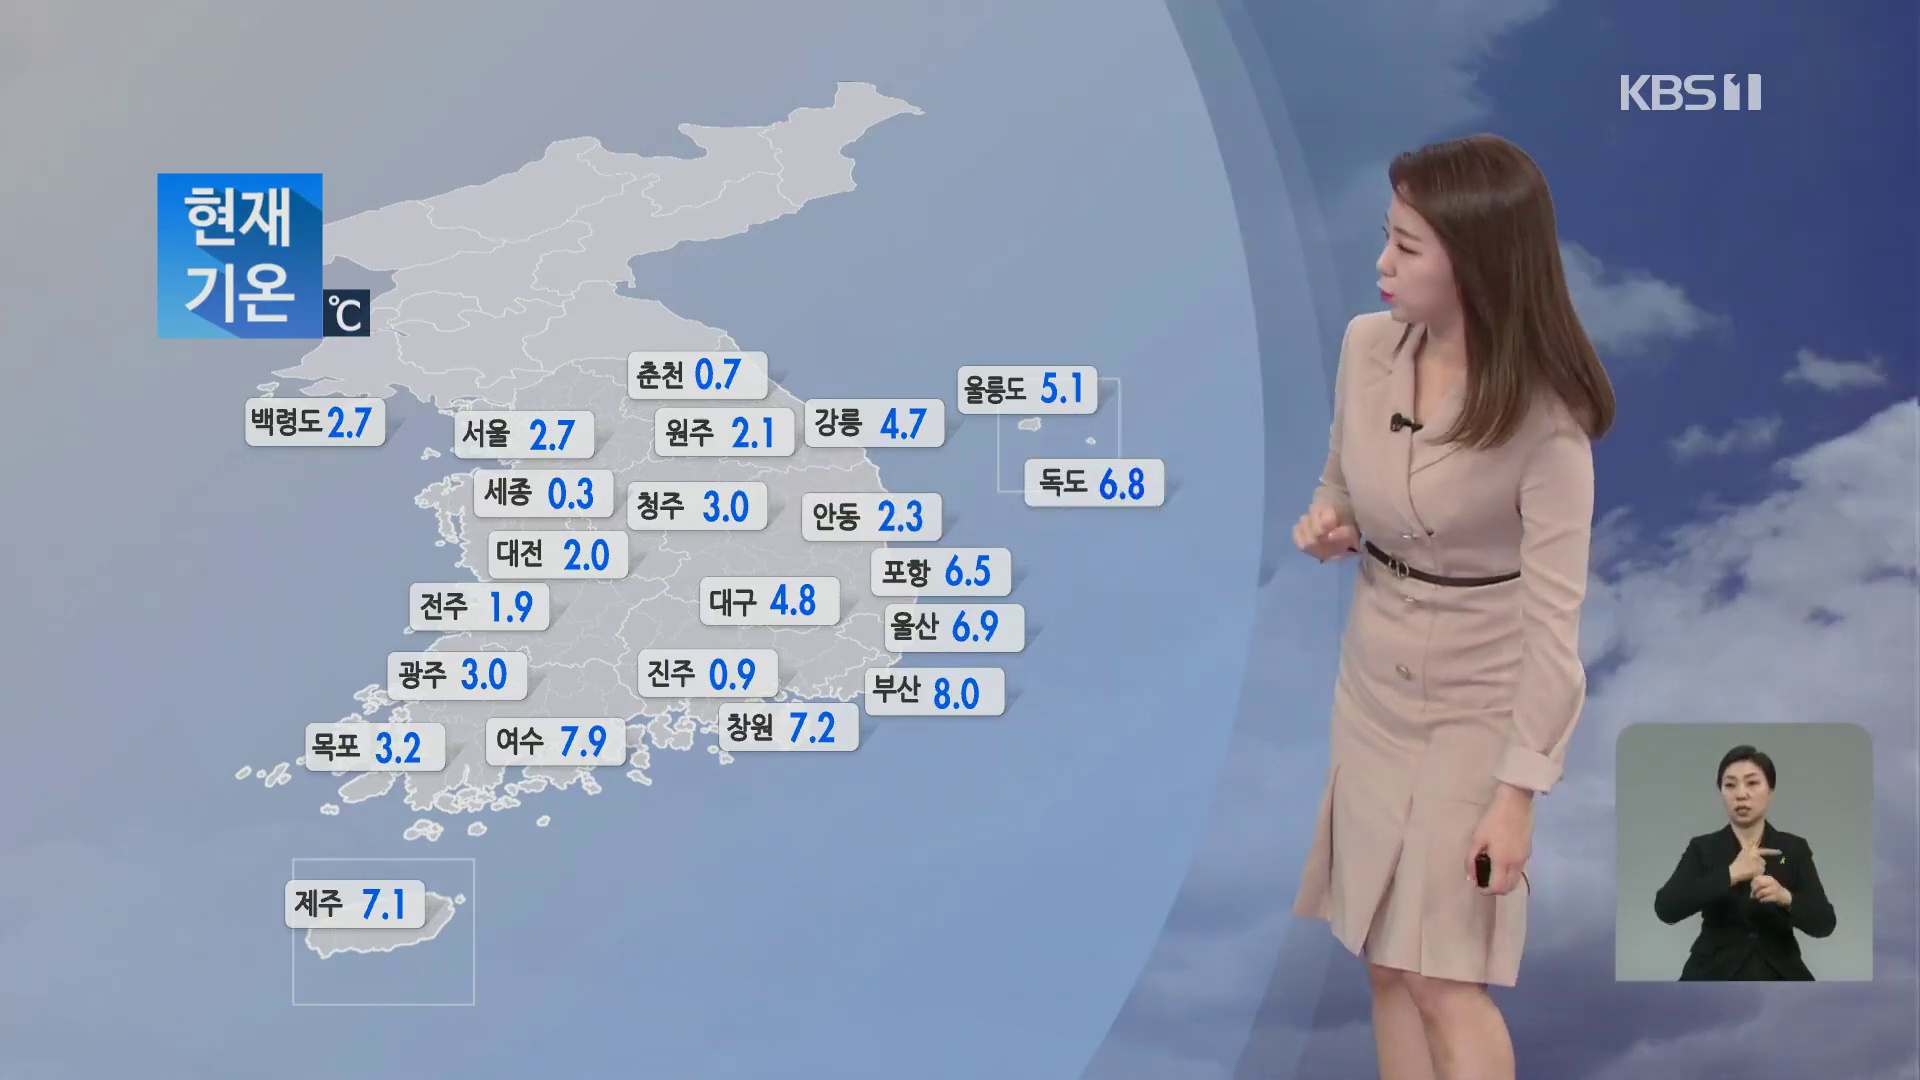 KBS 1
현재
기온
℃
춘천 0.7
울릉도 5.1
백령도 2.7
서울 2.7
원주 2.1
강릉 4.7
독도 6.8
세종 0.3
청주 3.0
안동 2.3
대전 2.0
포항 6.5
전주 1.9
대구 4.8
울산 6.9
광주 3.0
진주 0.9
부산 8.0
목포 3.2
여수 7.9
창원 7.2
제주 7.1